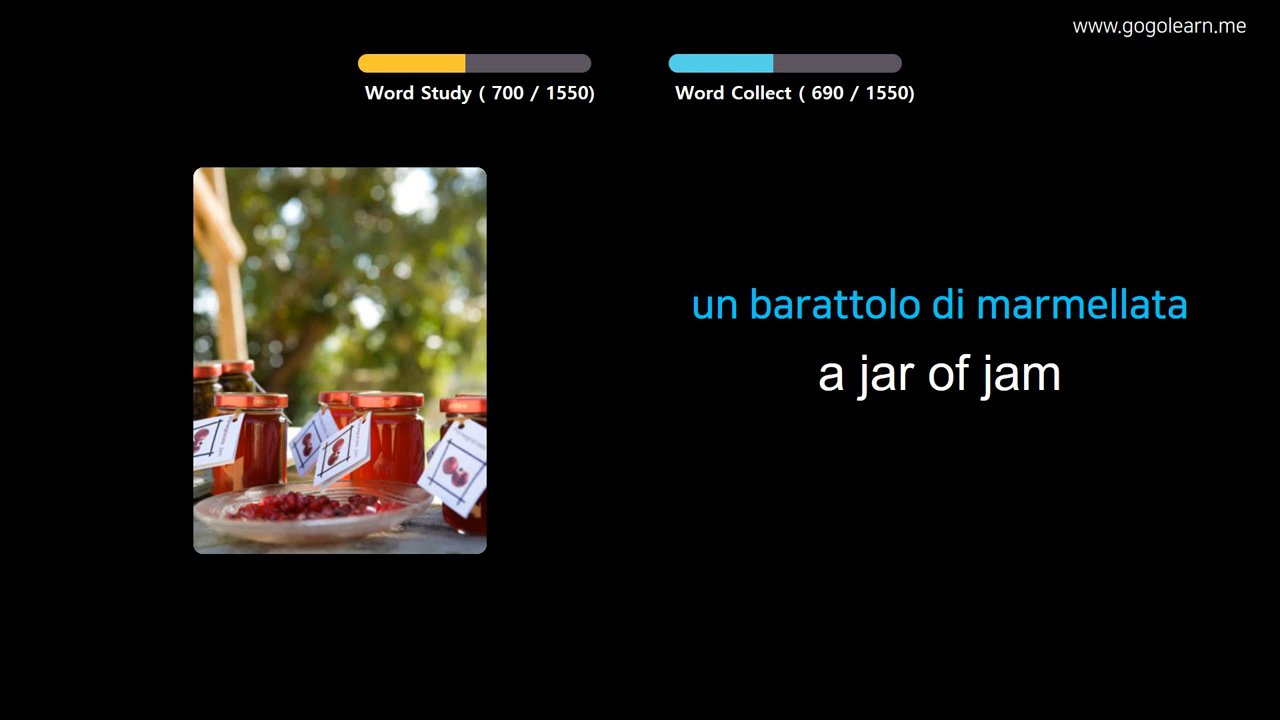 www.gogolearn.me
Word Study ( 700 / 1550)
Word Collect ( 690 / 1550)
un barattolo di marmellata
a jar of jam